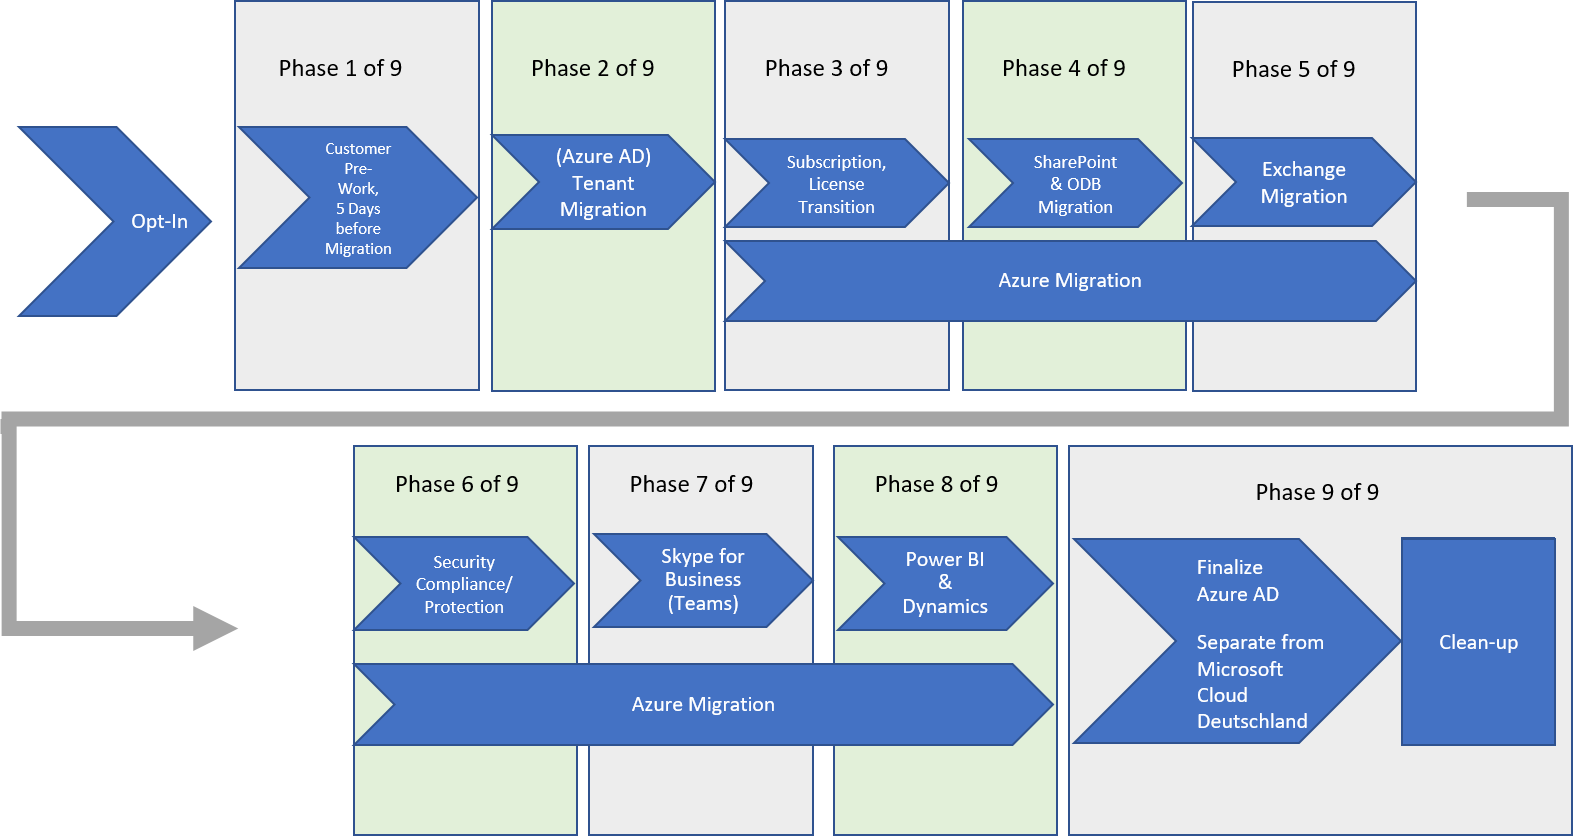 Opt-In
Phase 1 of 9
Customer
Pre-
Work,
5 Days
before
Migration
Phase 2 of 9
(Azure AD)
Tenant
Migration
Phase 3 of 9
Subscription,
License
Transition
Phase 4 of 9
SharePoint
& ODB
Migration
Phase 5 of 9
Exchange
Migration
Azure Migration
Phase 6 of 9
Security
Compliance/
Protection
Phase 7 of 9
Skype for
Business
(Teams)
Phase 8 of 9
Power BI
&
Dynamics
Azure Migration
Phase 9 of 9
Finalize
Azure AD
Separate from
Microsoft
Cloud
Deutschland
Clean-up